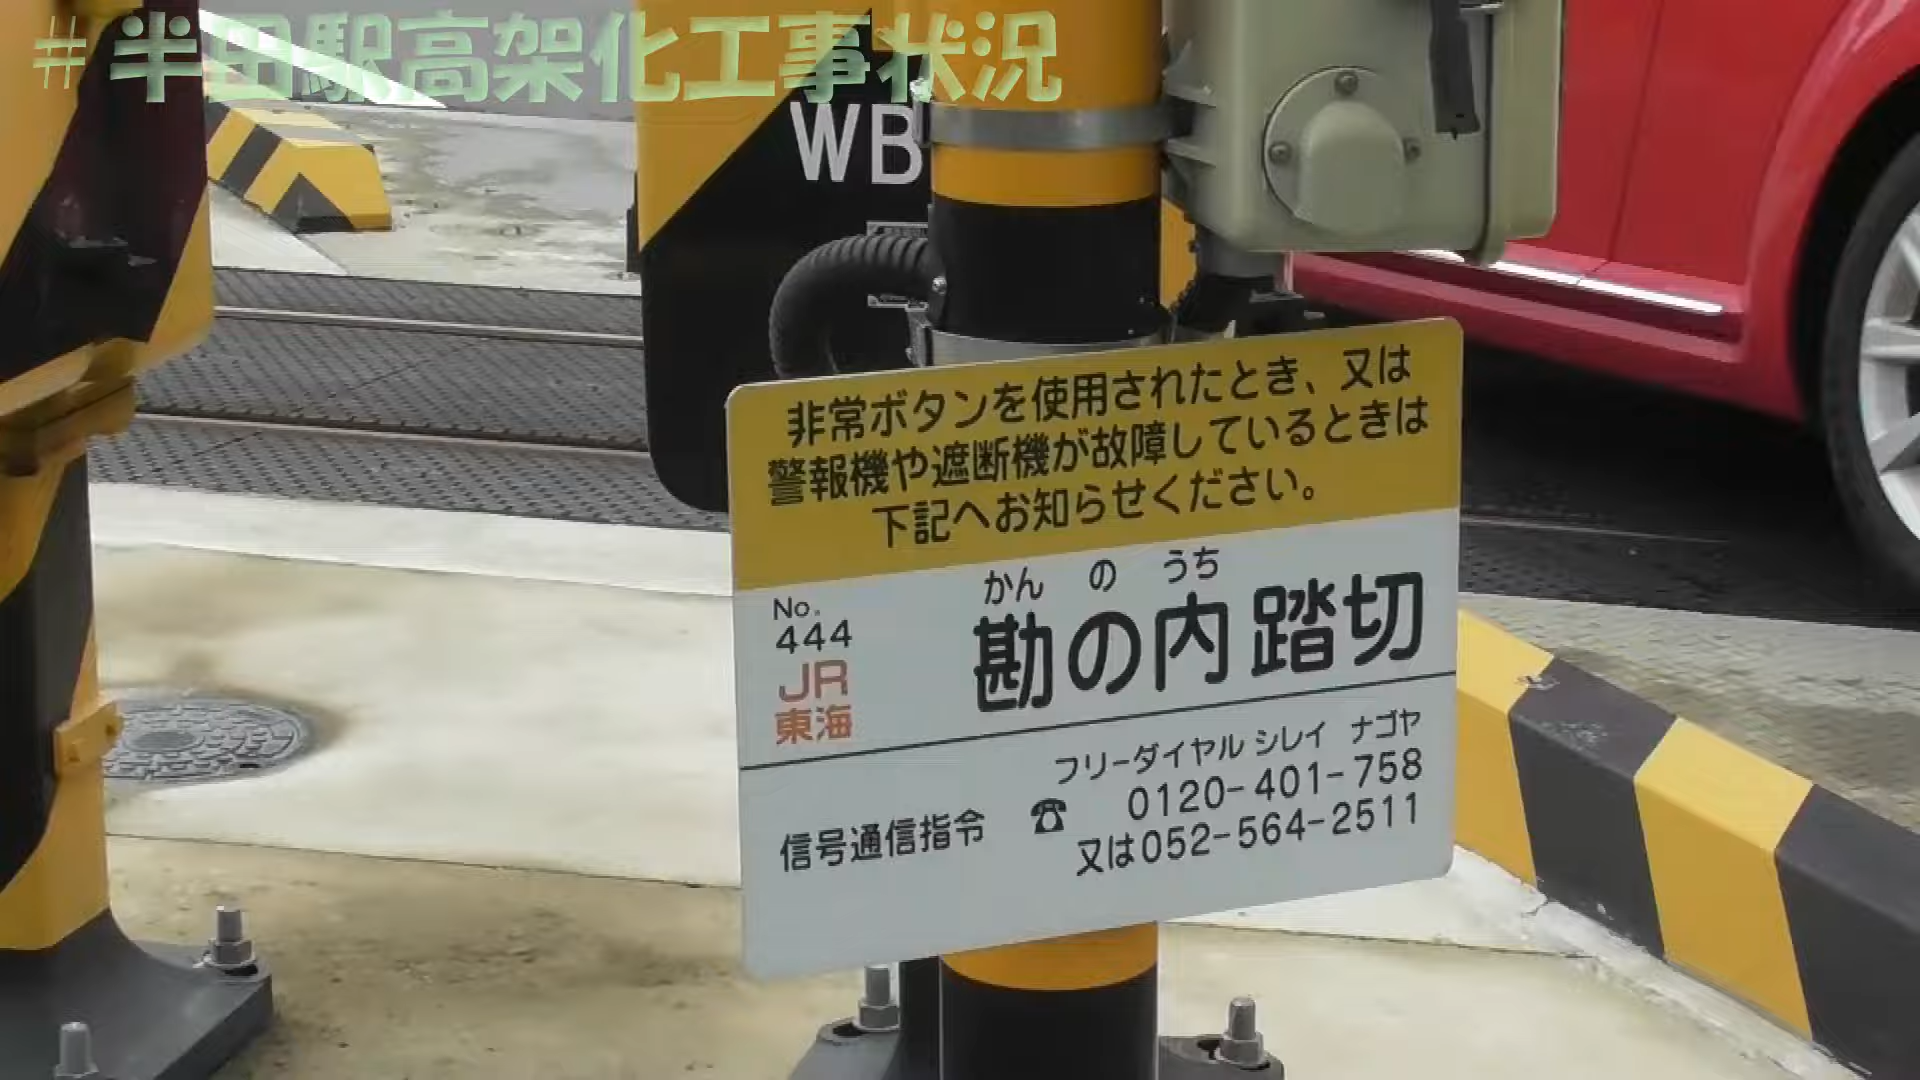 #半田駅高架化工事状況
WB
非常ボタンを使用されたとき、又は
警報機や遮断機が故障しているときは
下記へお知らせください。
かん の うち
No. 444
勘の内踏切
JR
東海
フリーダイヤル シレイ ナゴヤ
信号通信指令 ☎ 0120-401-758
又は052-564-2511